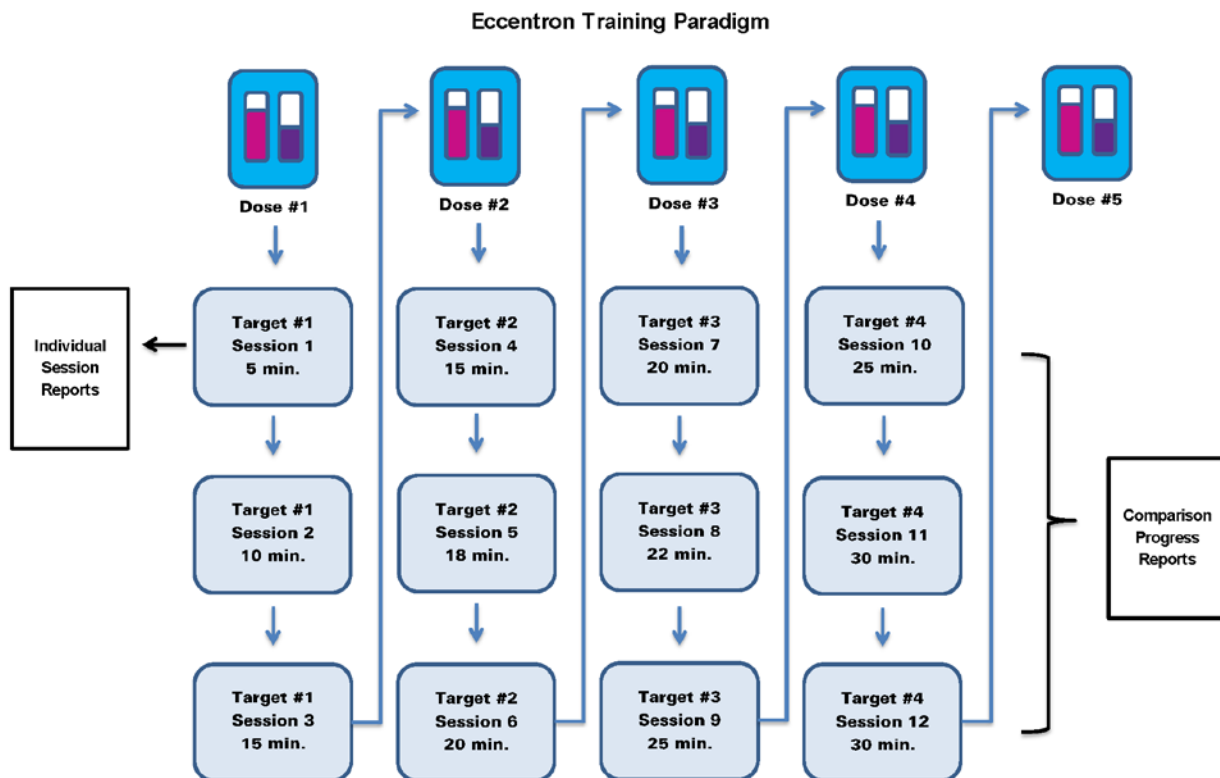 Eccentron Training Paradigm
Dose #1
Dose #2
Dose #3
Dose #4
Dose #5
Individual
Session
Reports
Target #1
Session 1
5 min.
Target #2
Session 4
15 min.
Target #3
Session 7
20 min.
Target #4
Session 10
25 min.
Target #1
Session 2
10 min.
Target #2
Session 5
18 min.
Target #3
Session 8
22 min.
Target #4
Session 11
30 min.
Comparison
Progress
Reports
Target #1
Session 3
15 min.
Target #2
Session 6
20 min.
Target #3
Session 9
25 min.
Target #4
Session 12
30 min.